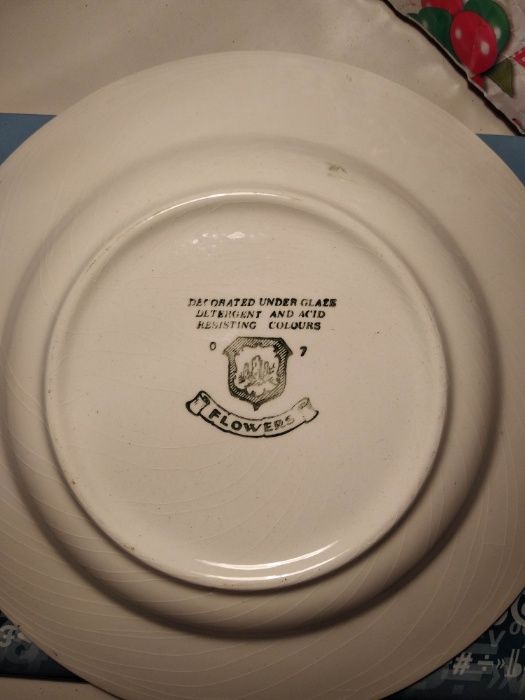 DECORATED UNDER GLAZE
DETERGENT AND ACID
RESISTING COLOURS
0 7
FLOWERS
# ÷